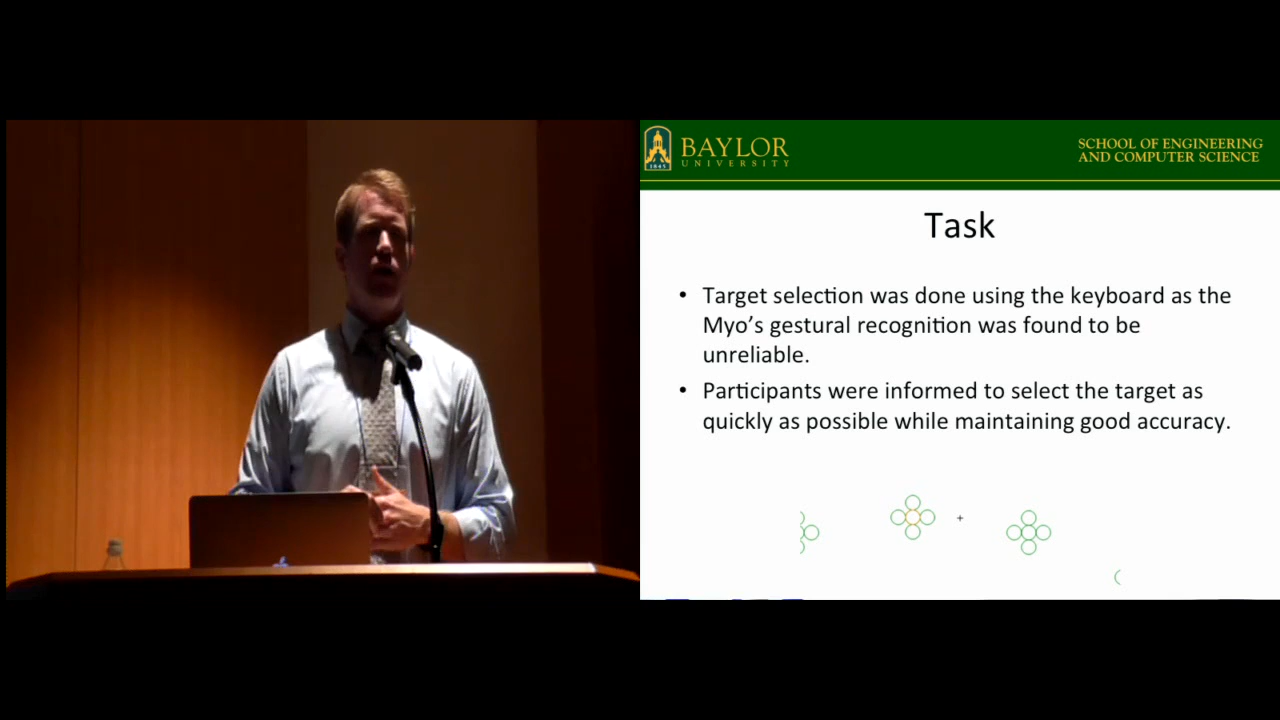 BAYLOR
UNIVERSITY
1845
SCHOOL OF ENGINEERING
AND COMPUTER SCIENCE
Task
• Target selection was done using the keyboard as the
Myo’s gestural recognition was found to be
unreliable.
• Participants were informed to select the target as
quickly as possible while maintaining good accuracy.